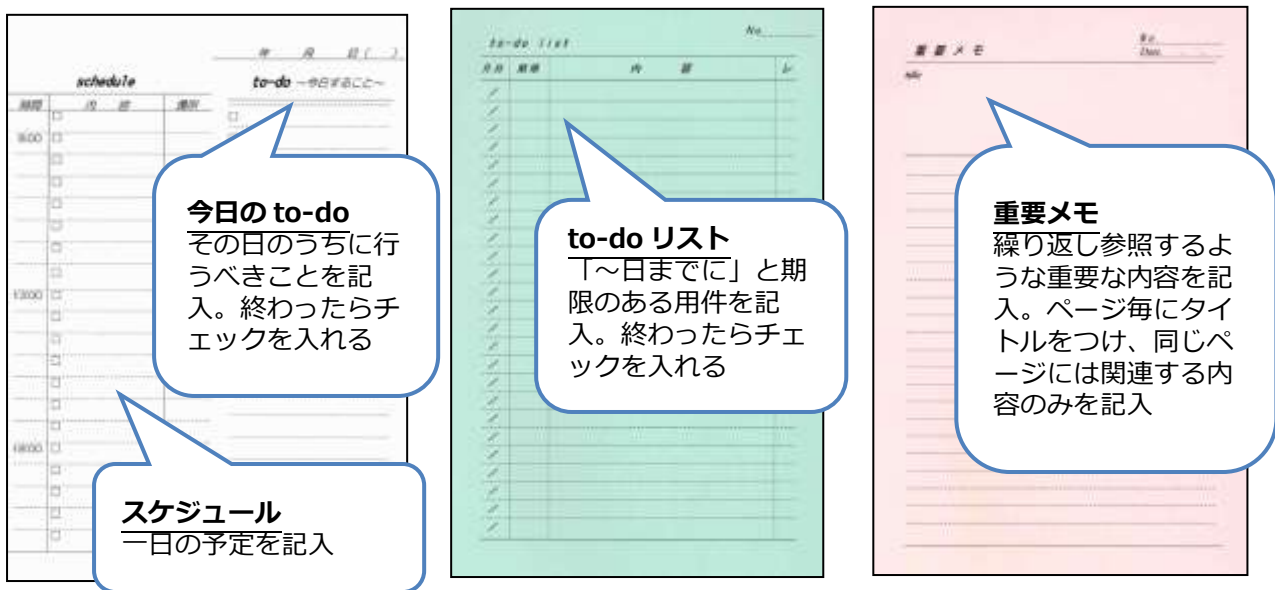 年 月 日( )
schedule
to-do ～今日すること～
時間 内 容 場所
今日の to-do
その日のうちに行
うべきことを記
入。終わったらチ
ェックを入れる
スケジュール
一日の予定を記入
No.
to-do list
月日 期限 内 容 レ
to-do リスト
「～日までに」と期
限のある用件を記
入。終わったらチェ
ックを入れる
重要メモ
No.
Date. . .
title
重要メモ
繰り返し参照するよ
うな重要な内容を記
入。ページ毎にタイ
トルをつけ、同じペ
ージには関連する内
容のみを記入